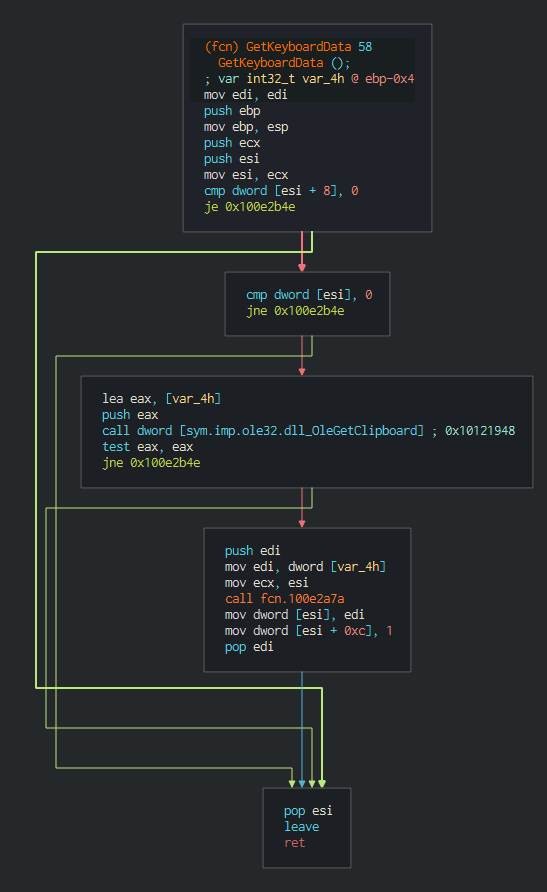 (fcn) GetKeyboardData 58
GetKeyboardData ();
; var int32_t var_4h @ ebp-0x4
mov edi, edi
push ebp
mov ebp, esp
push ecx
push esi
mov esi, ecx
cmp dword [esi + 8], 0
je 0x100e2b4e
cmp dword [esi], 0
jne 0x100e2b4e
lea eax, [var_4h]
push eax
call dword [sym.imp.ole32.dll_OleGetClipboard] ; 0x10121948
test eax, eax
jne 0x100e2b4e
push edi
mov edi, dword [var_4h]
mov ecx, esi
call fcn.100e2a7a
mov dword [esi], edi
mov dword [esi + 0xc], 1
pop edi
pop esi
leave
ret